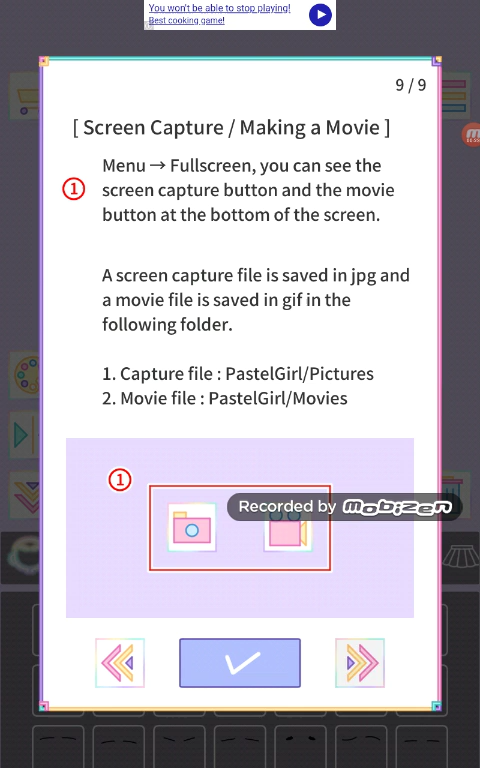 You won't be able to stop playing!
Best cooking game!
9 / 9
[ Screen Capture / Making a Movie ]
① Menu → Fullscreen, you can see the
screen capture button and the movie
button at the bottom of the screen.
A screen capture file is saved in jpg and
a movie file is saved in gif in the
following folder.
1. Capture file : PastelGirl/Pictures
2. Movie file : PastelGirl/Movies
①
Recorded by Mobizen